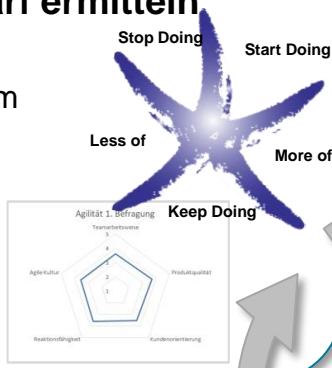 ermitteln
Stop Doing
Start Doing
Less of
More of
Keep Doing
Agilität 1. Befragung
Teamarbeitsweise
5
4
3
2
1
Agile Kultur
Produktqualität
Reaktionsfähigkeit
Kundenorientierung